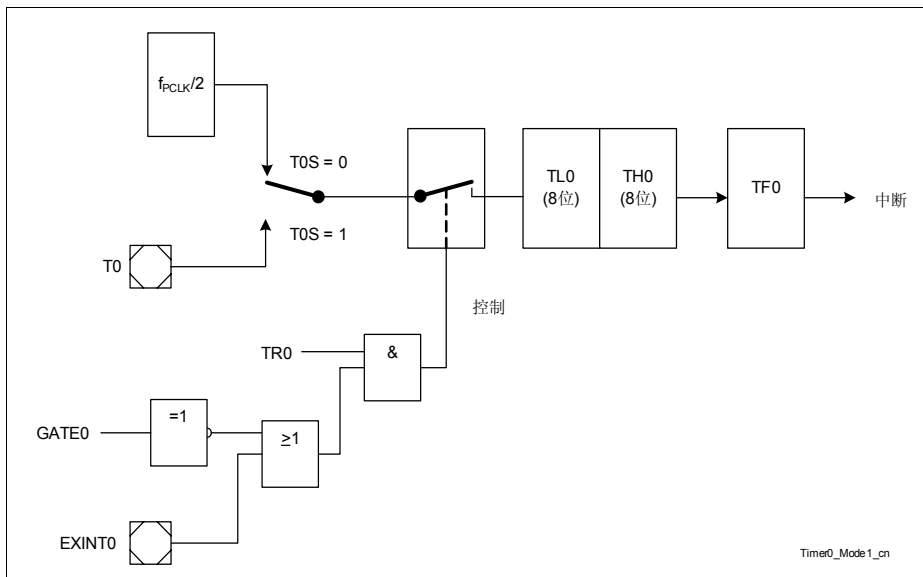 fPCLK/2
T0S = 0
T0S = 1
T0
TL0
(8位)
TH0
(8位)
TF0
中断
控制
TR0
&
=1
GATE0
≥1
EXINT0
Timer0_Mode1_cn